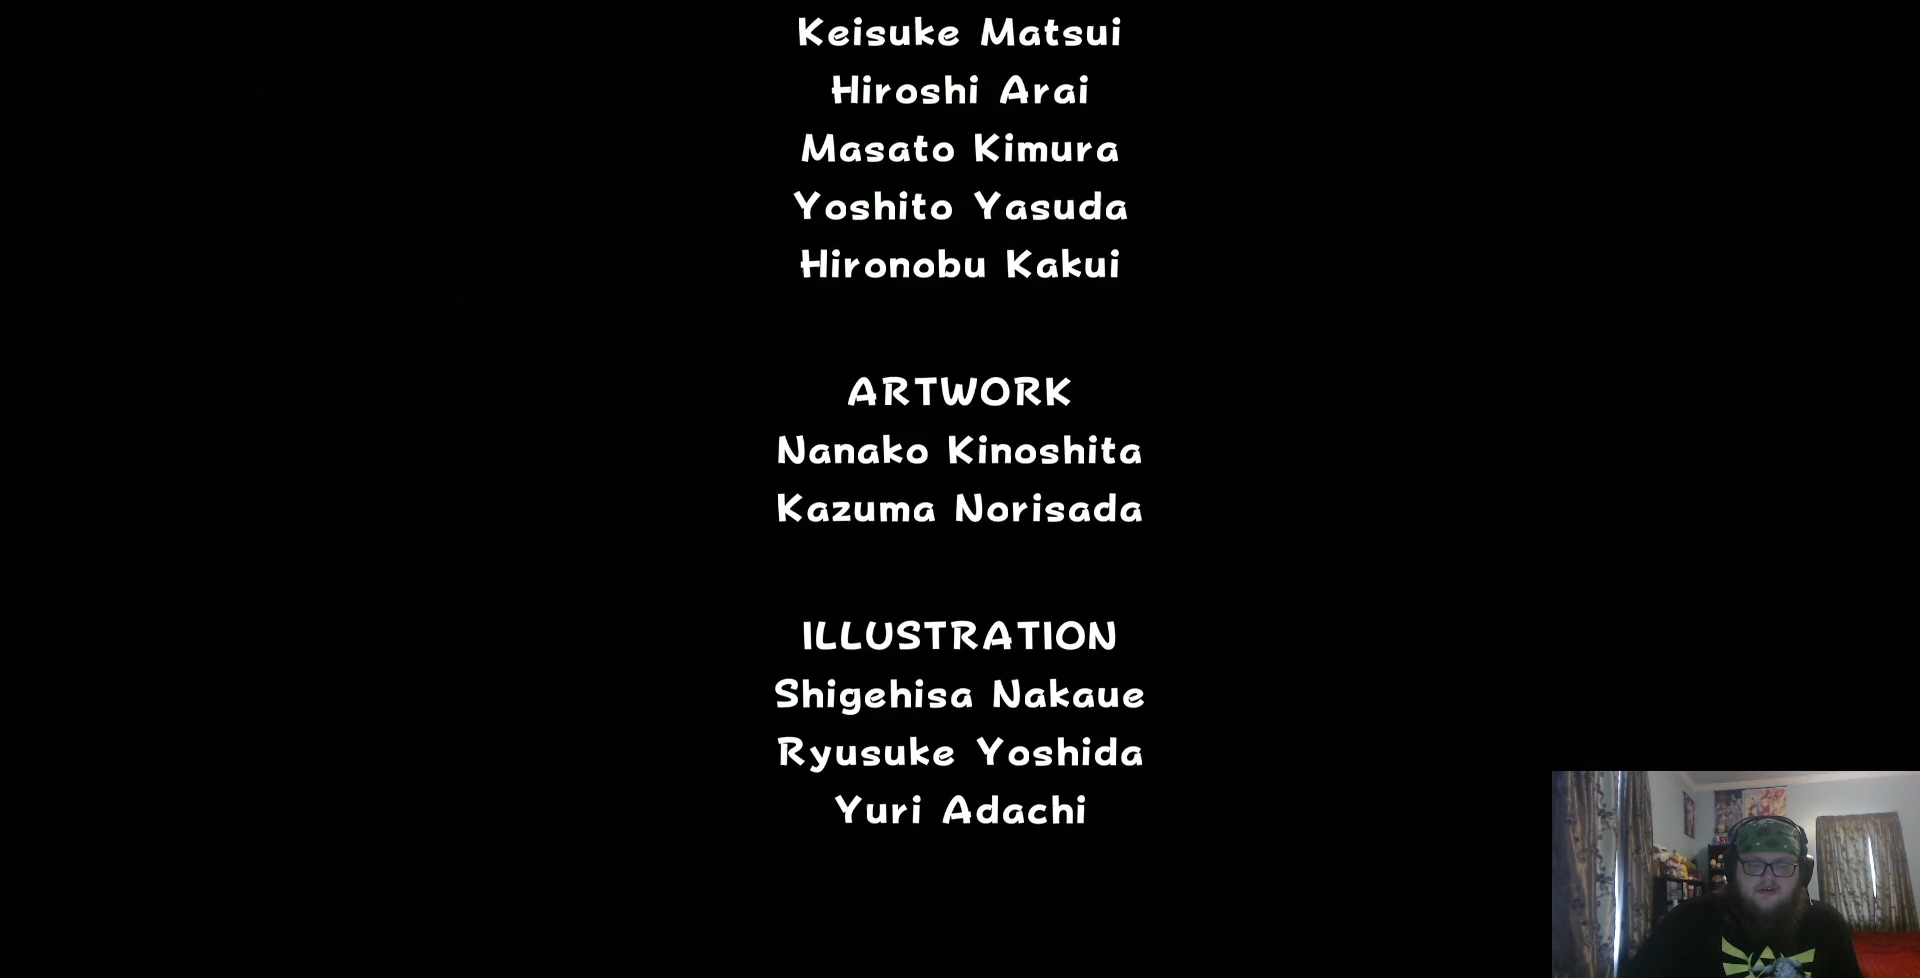 Keisuke Matsui
Hiroshi Arai
Masato Kimura
Yoshito Yasuda
Hironobu Kakui
ARTWORK
Nanako Kinoshita
Kazuma Norisada
ILLUSTRATION
Shigehisa Nakaue
Ryusuke Yoshida
Yuri Adachi